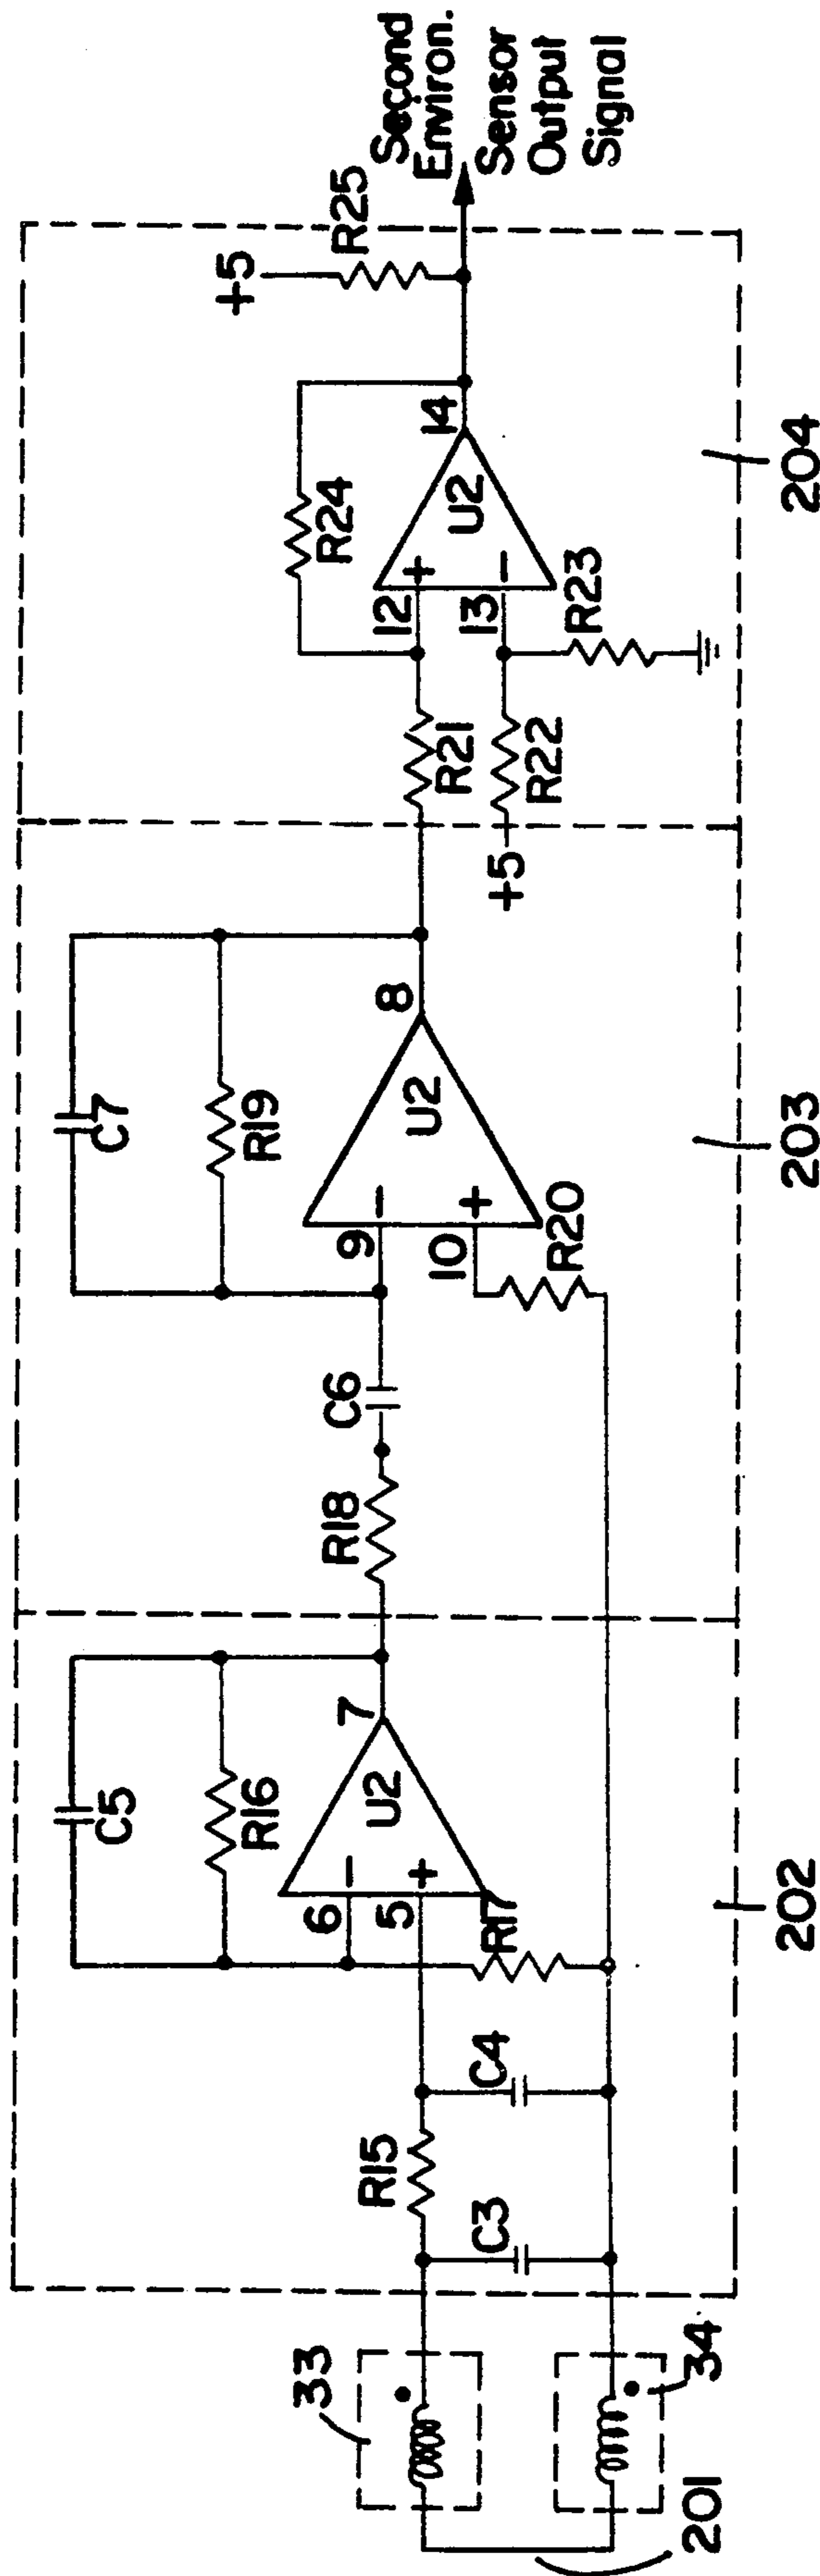 33
34
201
C3
R15
C4
R17
C5
R16
6
5
−
+
U2
7
202
R18
C6
C7
R19
9
10
−
+
U2
8
R20
203
R21
+5
R22
R23
R24
12
13
+
−
U2
14
+5
R25
204
Second
Environ.
Sensor
Output
Signal